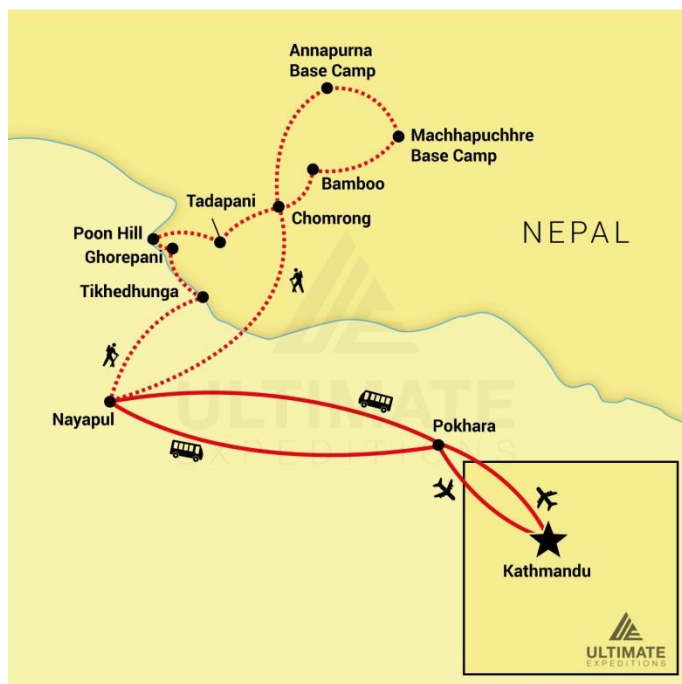 Annapurna
Base Camp
Machhapuchhre
Base Camp
Bamboo
Tadapani
Chomrong
Poon Hill
Ghorepani
NEPAL
Tikhedhunga
ULTIMATE
EXPEDITIONS
Nayapul
Pokhara
Kathmandu
ULTIMATE
EXPEDITIONS